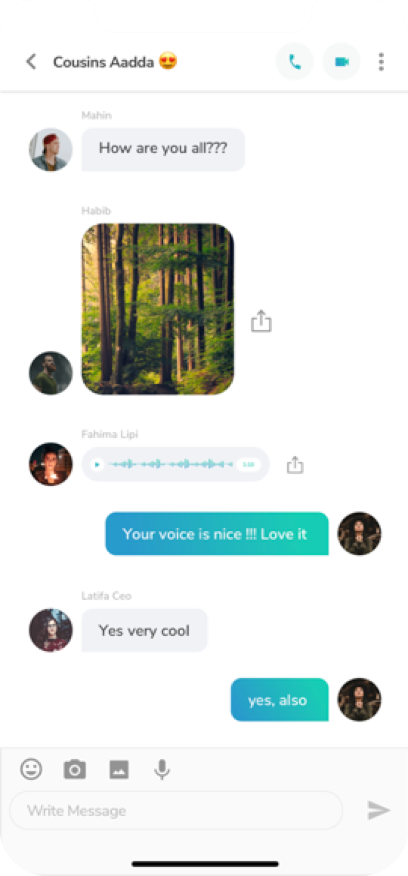 Cousins Aadda 😍
Mahin
How are you all???
Habib
Fahima Lipi
Your voice is nice !!! Love it
Latifa Ceo
Yes very cool
yes, also
Write Message